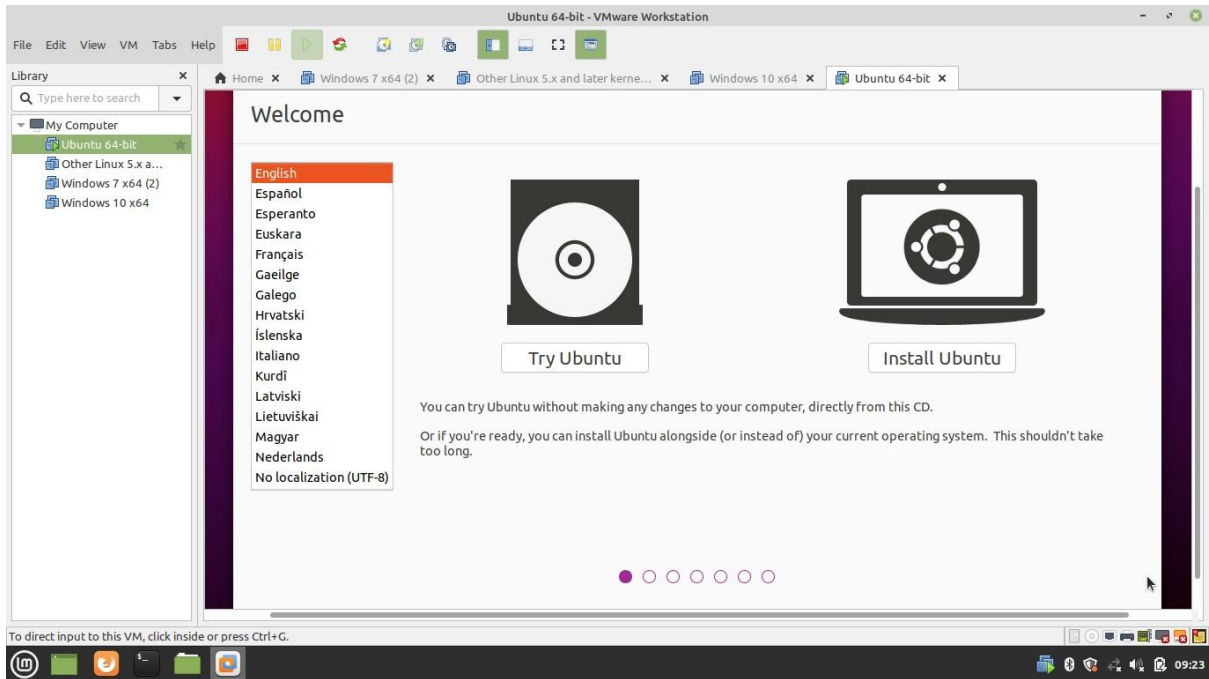 Ubuntu 64-bit - VMware Workstation
File Edit View VM Tabs Help
Library
Home
Windows 7 x64 (2)
Other Linux 5.x and later kerne...
Windows 10 x64
Ubuntu 64-bit
Type here to search
My Computer
Ubuntu 64-bit
Other Linux 5.x a...
Windows 7 x64 (2)
Windows 10 x64
Welcome
English
Español
Esperanto
Euskara
Français
Gaeilge
Galego
Hrvatski
Íslenska
Italiano
Kurdî
Latviski
Lietuviškai
Magyar
Nederlands
No localization (UTF-8)
Try Ubuntu
Install Ubuntu
You can try Ubuntu without making any changes to your computer, directly from this CD.
Or if you're ready, you can install Ubuntu alongside (or instead of) your current operating system. This shouldn't take
too long.
To direct input to this VM, click inside or press Ctrl+G.
09:23